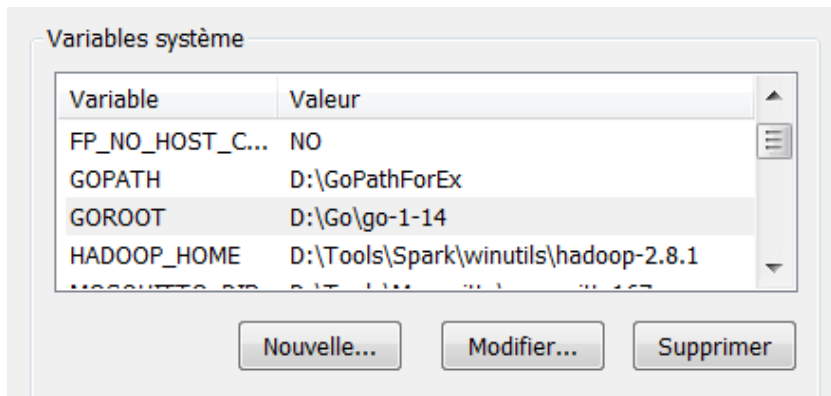 Variables système
Variable Valeur
FP_NO_HOST_C... NO
GOPATH D:\GoPathForEx
GOROOT D:\Go\go-1-14
HADOOP_HOME D:\Tools\Spark\winutils\hadoop-2.8.1
Nouvelle... Modifier... Supprimer